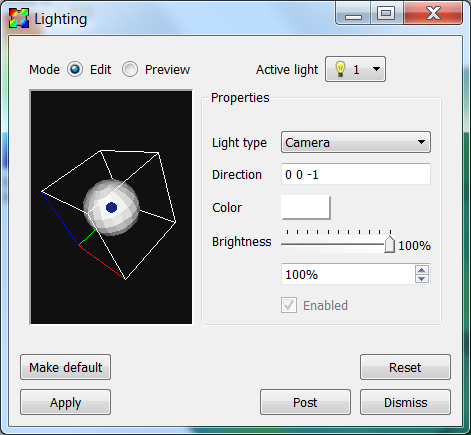 Lighting
Mode Edit Preview Active light 1
Properties
Light type Camera
Direction 0 0 -1
Color
Brightness 100%
100%
Enabled
Make default Reset
Apply Post Dismiss